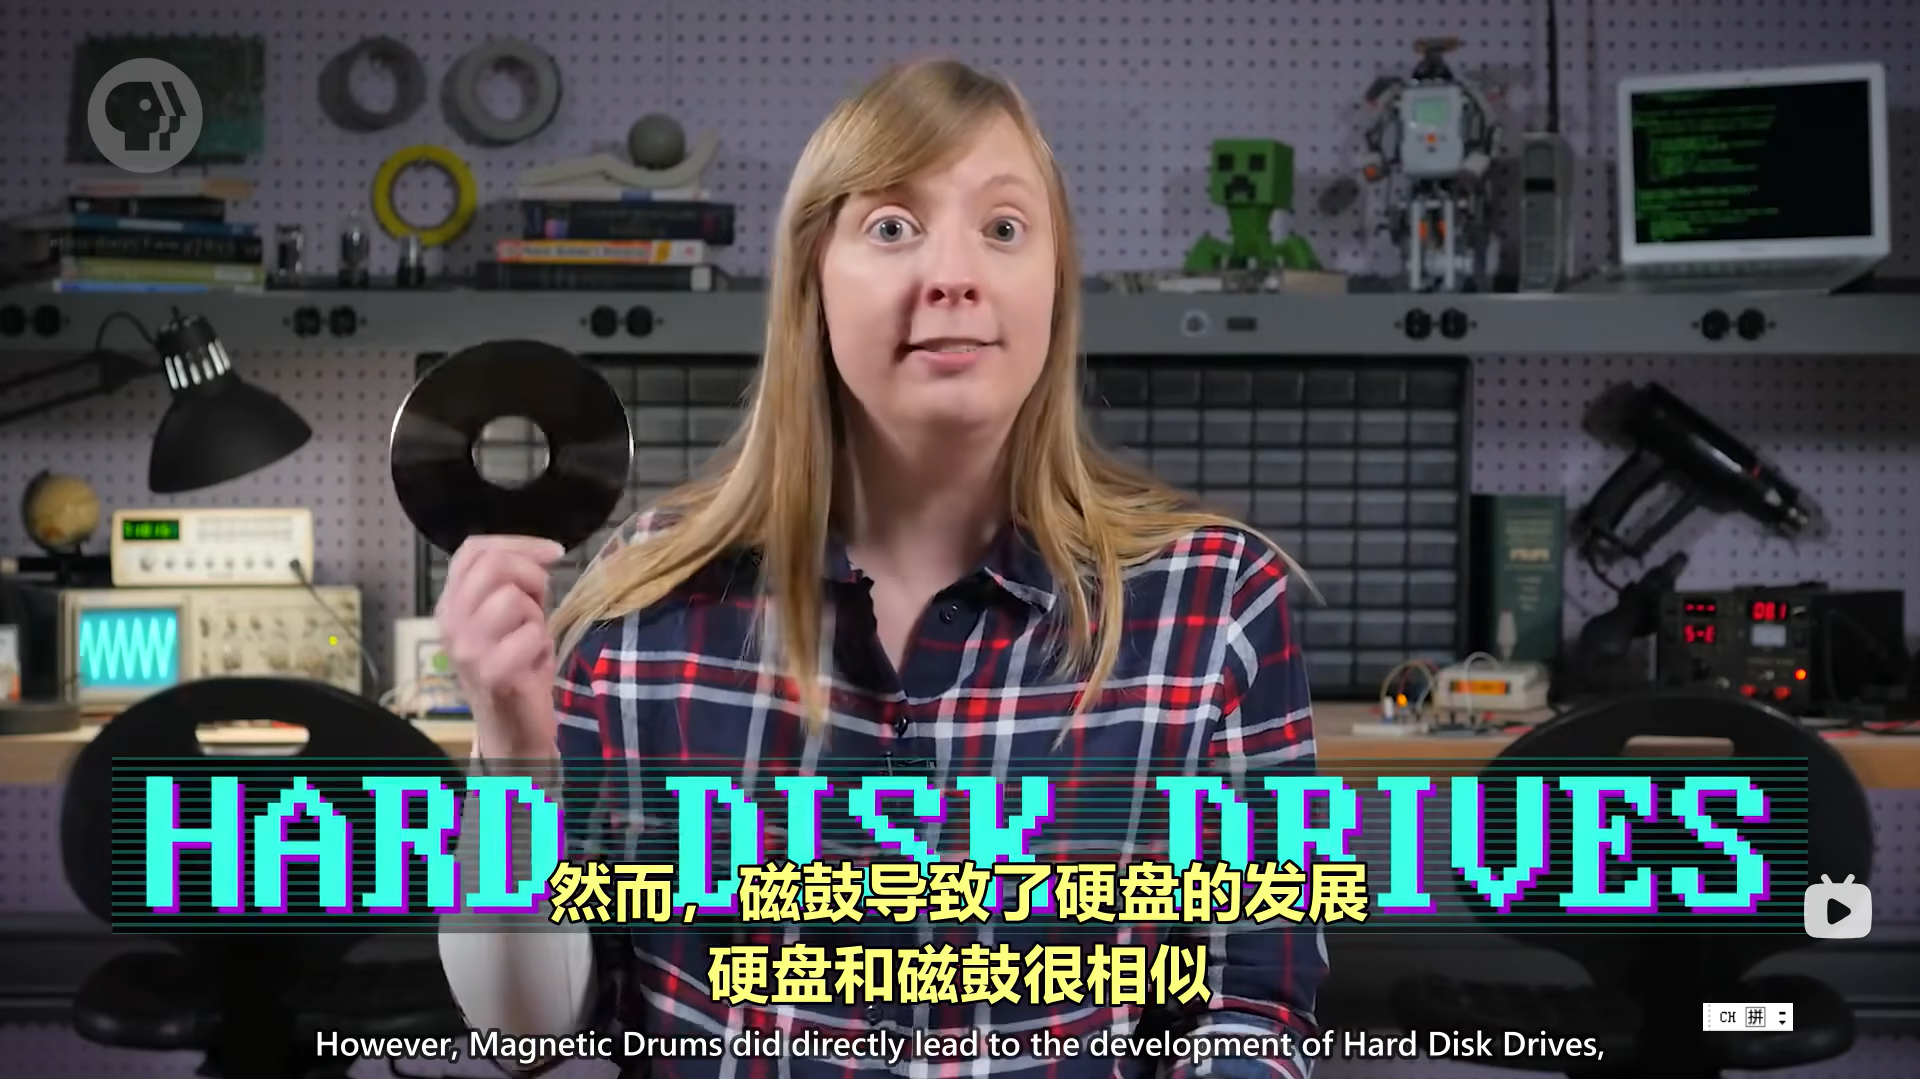 HARD DISK DRIVES
然而，磁鼓导致了硬盘的发展
硬盘和磁鼓很相似
However, Magnetic Drums did directly lead to the development of Hard Disk Drives,
CH 拼